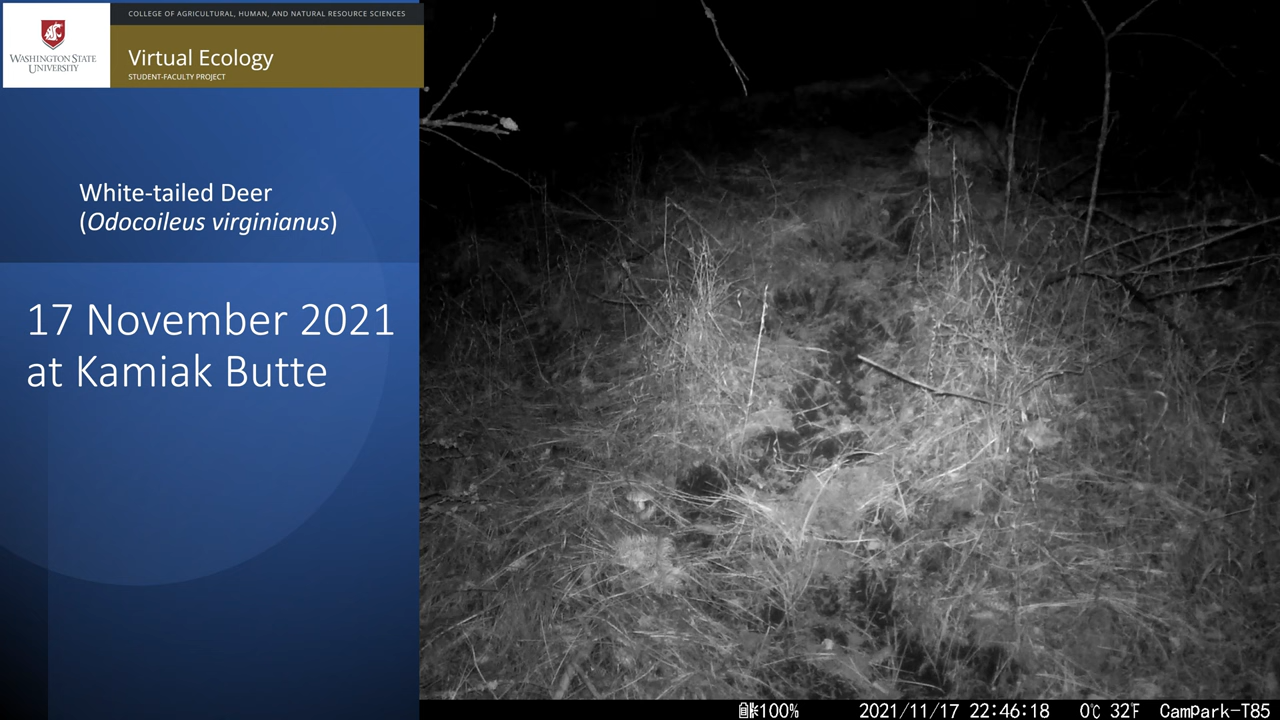 COLLEGE OF AGRICULTURAL, HUMAN, AND NATURAL RESOURCE SCIENCES
WASHINGTON STATE
UNIVERSITY
Virtual Ecology
STUDENT-FACULTY PROJECT
White-tailed Deer
(Odocoileus virginianus)
17 November 2021
at Kamiak Butte
100% 2021/11/17 22:46:18 0℃ 32℉ CamPark-T85